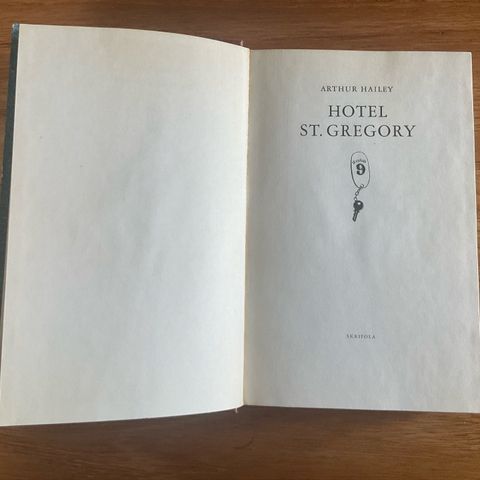 ARTHUR HAILEY
HOTEL
ST. GREGORY
9
SKRIFOLA